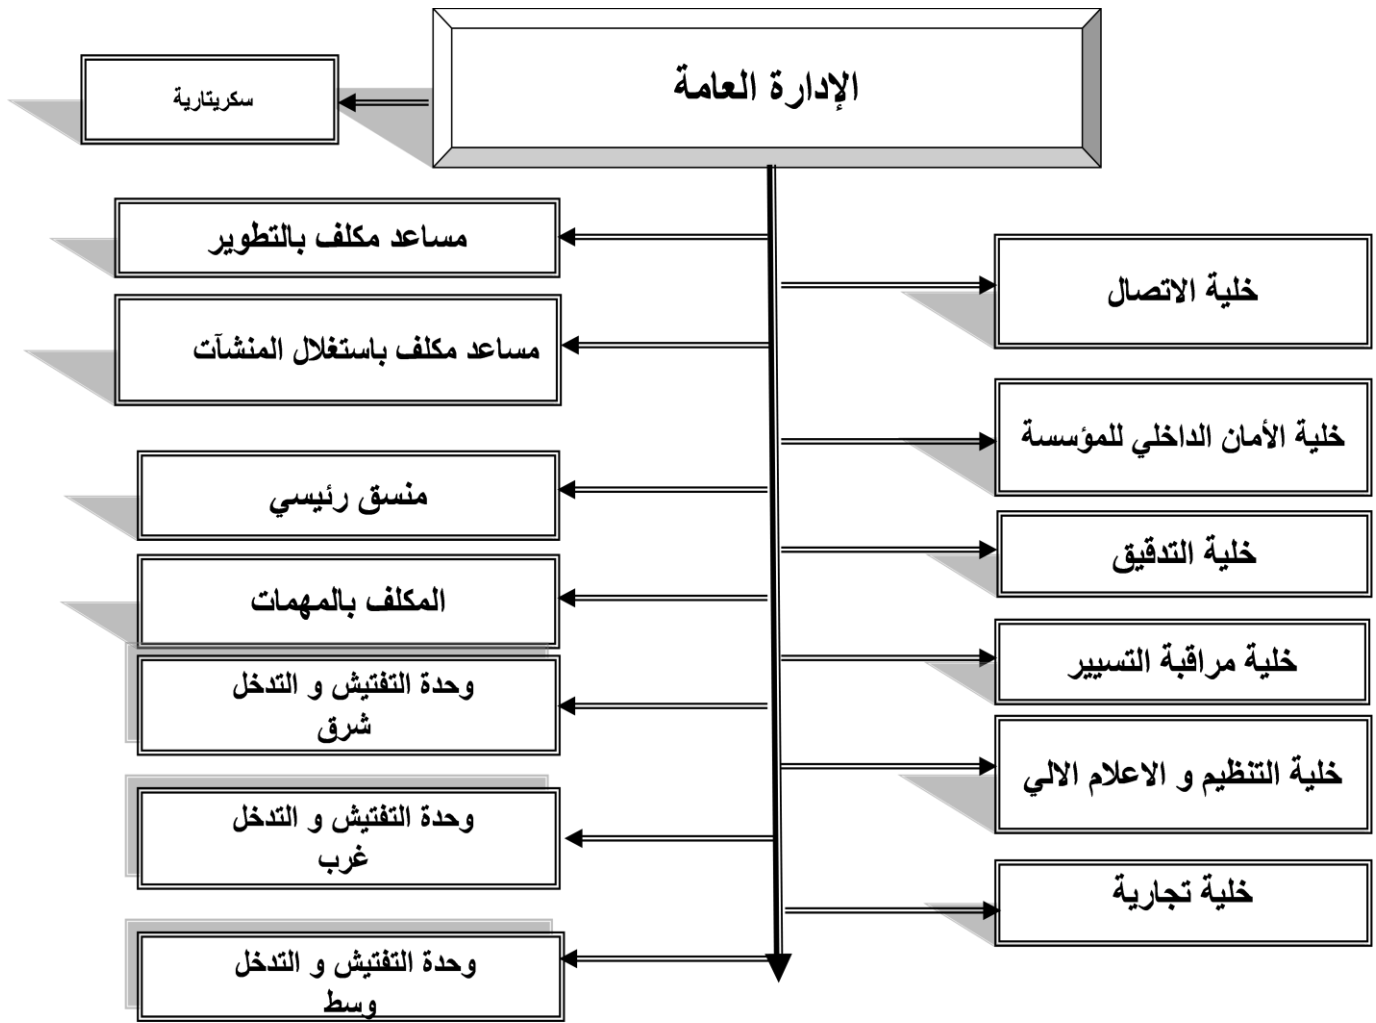 الإدارة العامة
سكريتارية
خلية الاتصال
خلية الأمان الداخلي للمؤسسة
خلية التدقيق
خلية مراقبة التسيير
خلية التنظيم و الاعلام الالي
خلية تجارية
مساعد مكلف بالتطوير
مساعد مكلف باستغلال المنشآت
منسق رئيسي
المكلف بالمهمات
وحدة التفتيش و التدخل
شرق
وحدة التفتيش و التدخل
غرب
وحدة التفتيش و التدخل
وسط